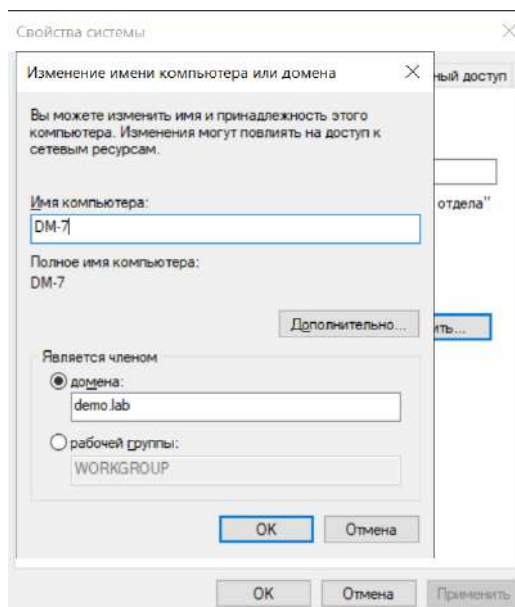 Свойства системы
Изменение имени компьютера или домена
ный доступ
Вы можете изменить имя и принадлежность этого
компьютера. Изменения могут повлиять на доступ к
сетевым ресурсам.
Имя компьютера:
отдела"
DM-7
Полное имя компьютера:
DM-7
Дополнительно...
ить...
Является членом
домена:
demo.lab
рабочей группы:
WORKGROUP
OK
Отмена
OK
Отмена
Применить